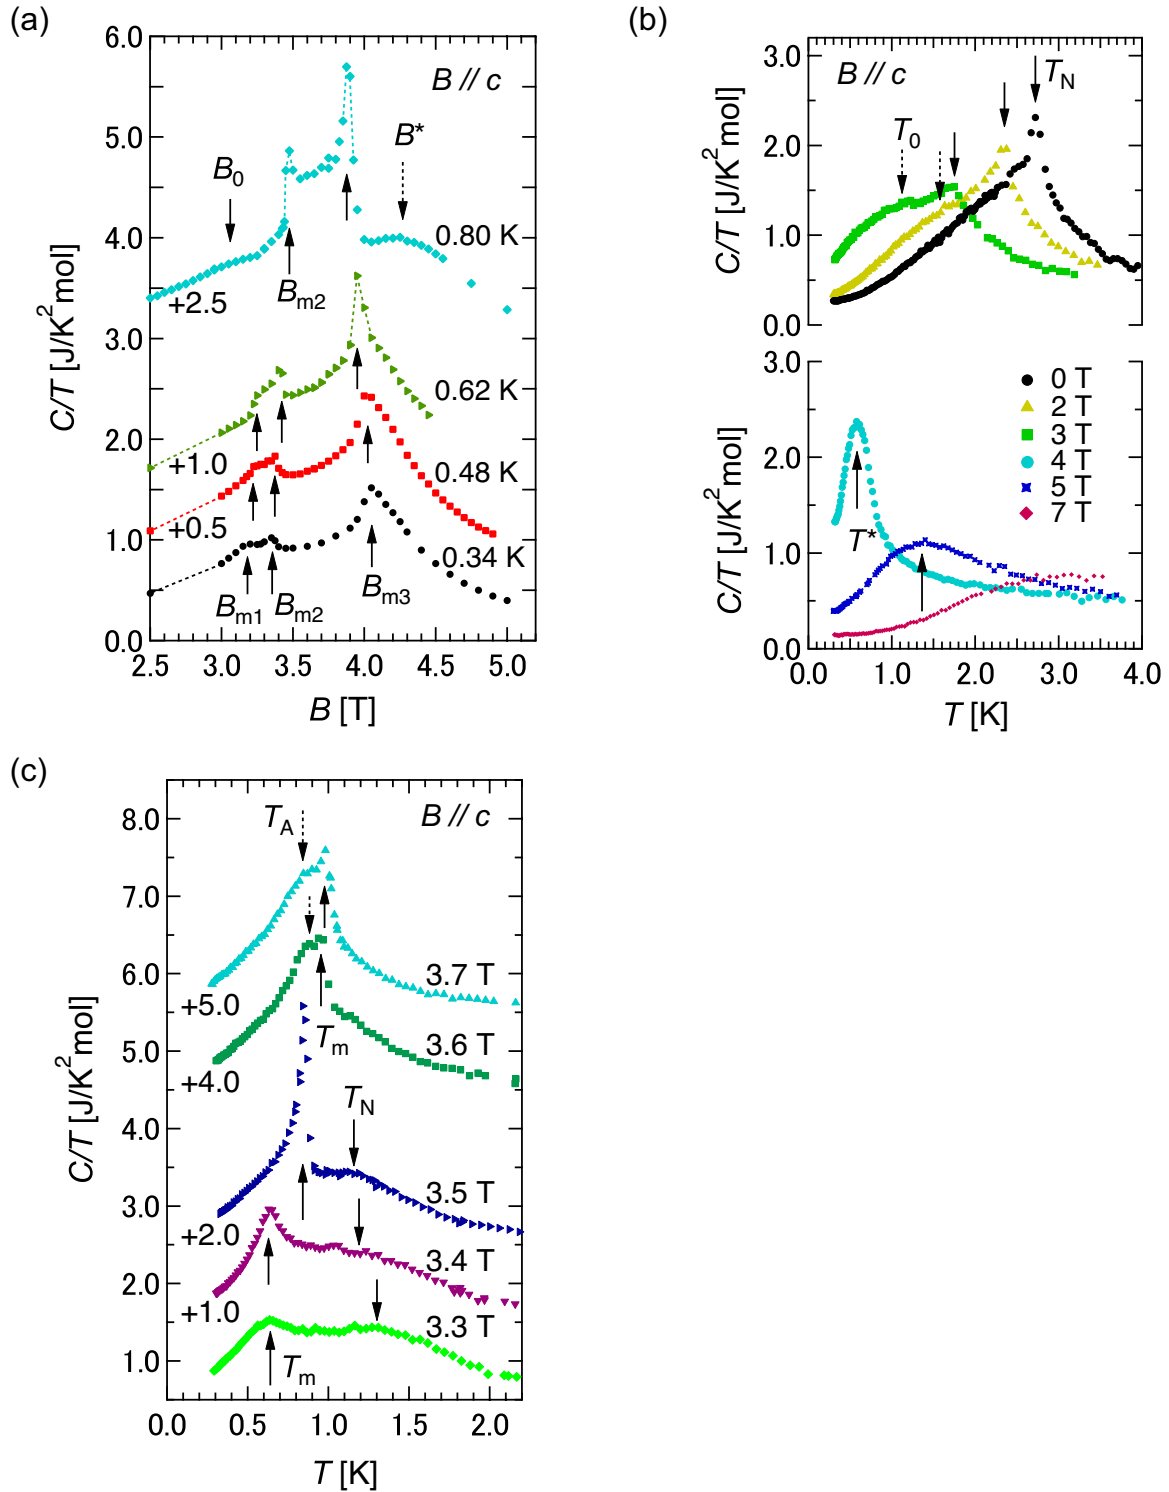 (a)
6.0
5.0
4.0
3.0
2.0
1.0
0.0
C/T [J/K²mol]
B // c
B*
B₀
0.80 K
Bₘ₂
+2.5
0.62 K
+1.0
0.48 K
+0.5
0.34 K
Bₘ₃
Bₘ₁
Bₘ₂
2.5 3.0 3.5 4.0 4.5 5.0
B [T]
(b)
3.0
2.0
1.0
0.0
C/T [J/K²mol]
B // c
T_N
T₀
3.0
2.0
1.0
0.0
C/T [J/K²mol]
0 T
2 T
3 T
4 T
5 T
7 T
T*
0.0 1.0 2.0 3.0 4.0
T [K]
(c)
8.0
7.0
6.0
5.0
4.0
3.0
2.0
1.0
C/T [J/K²mol]
T_A
B // c
3.7 T
+5.0
Tₘ
3.6 T
+4.0
T_N
3.5 T
+2.0
3.4 T
+1.0
3.3 T
Tₘ
0.0 0.5 1.0 1.5 2.0
T [K]